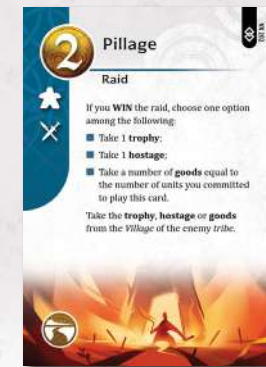 2
Pillage
Raid
If you WIN the raid, choose one option
among the following:
Take 1 trophy;
Take 1 hostage;
Take a number of goods equal to
the number of units you committed
to play this card.
Take the trophy, hostage or goods
from the Village of the enemy tribe.